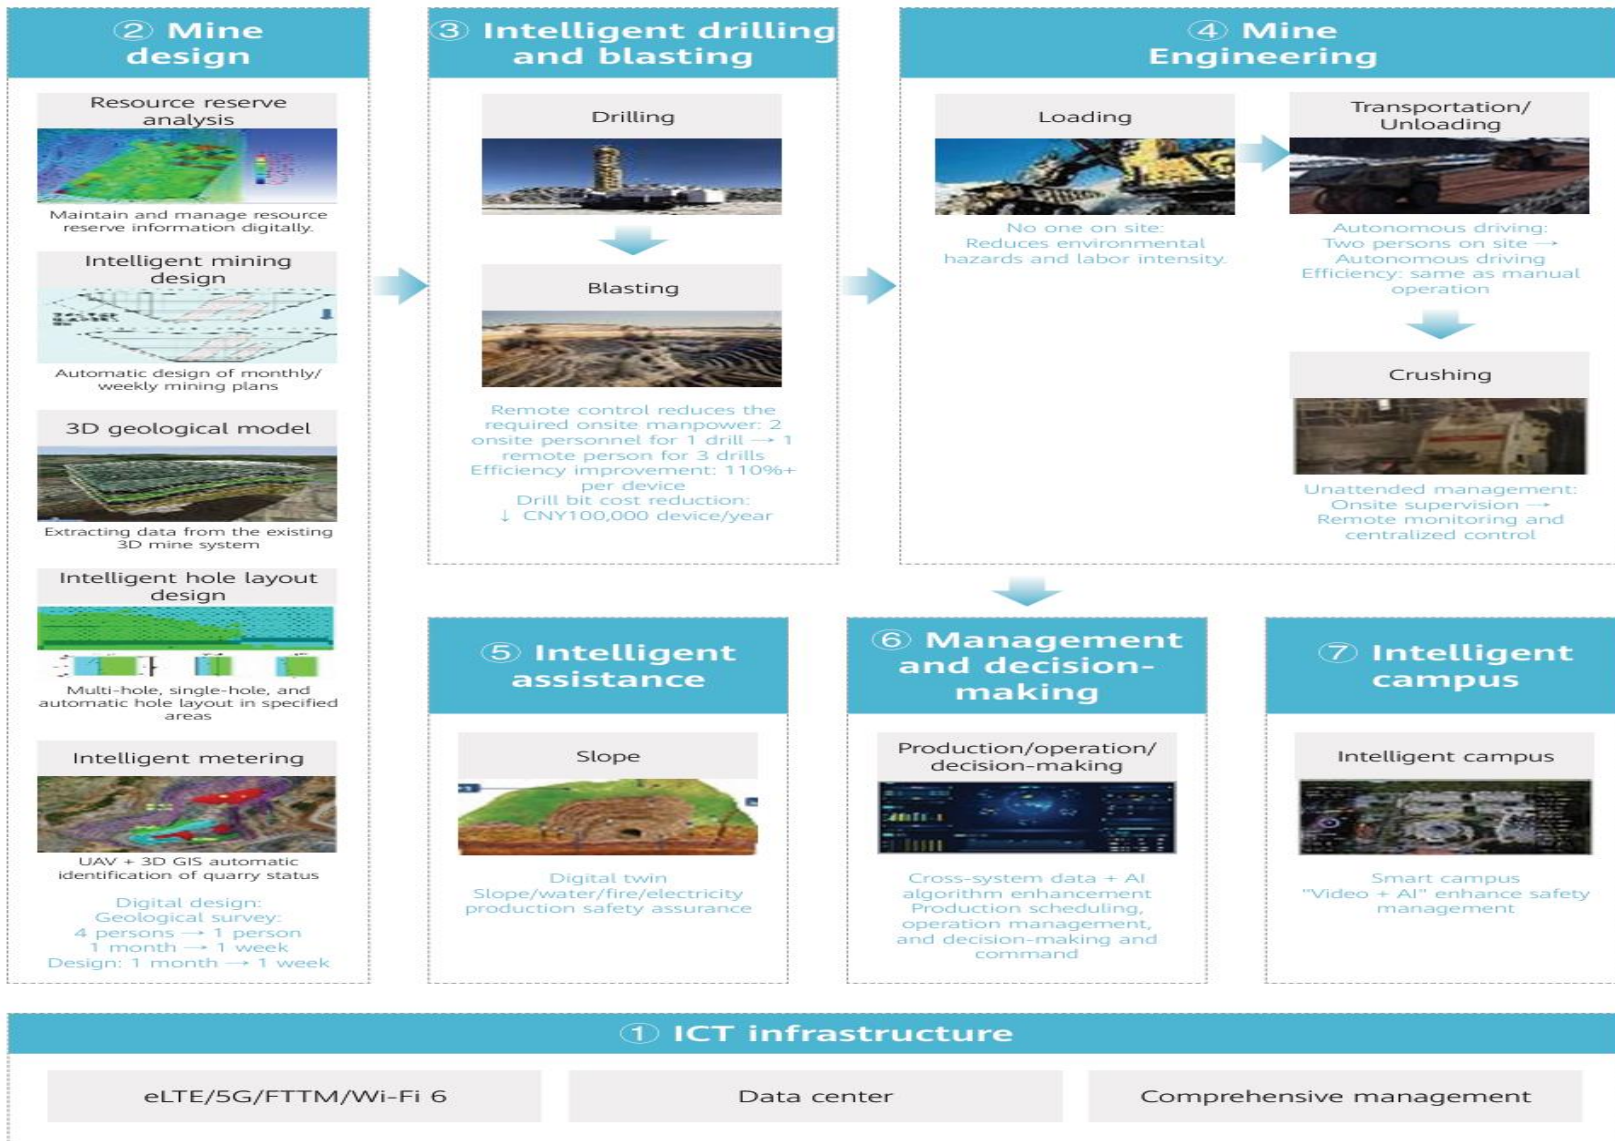 ② Mine
design
Resource reserve
analysis
Maintain and manage resource
reserve information digitally.
Intelligent mining
design
Automatic design of monthly/
weekly mining plans
3D geological model
Extracting data from the existing
3D mine system
Intelligent hole layout
design
Multi-hole, single-hole, and
automatic hole layout in specified
areas
Intelligent metering
UAV + 3D GIS automatic
identification of quarry status
Digital design:
Geological survey:
4 persons → 1 person
1 month → 1 week
Design: 1 month → 1 week
③ Intelligent drilling
and blasting
Drilling
Blasting
Remote control reduces the
required onsite manpower: 2
onsite personnel for 1 drill → 1
remote person for 3 drills
Efficiency improvement: 110%+
per device
Drill bit cost reduction:
↓ CNY100,000 device/year
④ Mine
Engineering
Loading
No one on site:
Reduces environmental
hazards and labor intensity.
Transportation/
Unloading
Autonomous driving:
Two persons on site →
Autonomous driving
Efficiency: same as manual
operation
Crushing
Unattended management:
Onsite supervision →
Remote monitoring and
centralized control
⑤ Intelligent
assistance
Slope
Digital twin
Slope/water/fire/electricity
production safety assurance
⑥ Management
and decision-
making
Production/operation/
decision-making
Cross-system data + AI
algorithm enhancement
Production scheduling,
operation management,
and decision-making and
command
⑦ Intelligent
campus
Intelligent campus
Smart campus
"Video + AI" enhance safety
management
① ICT infrastructure
eLTE/5G/FTTM/Wi-Fi 6
Data center
Comprehensive management